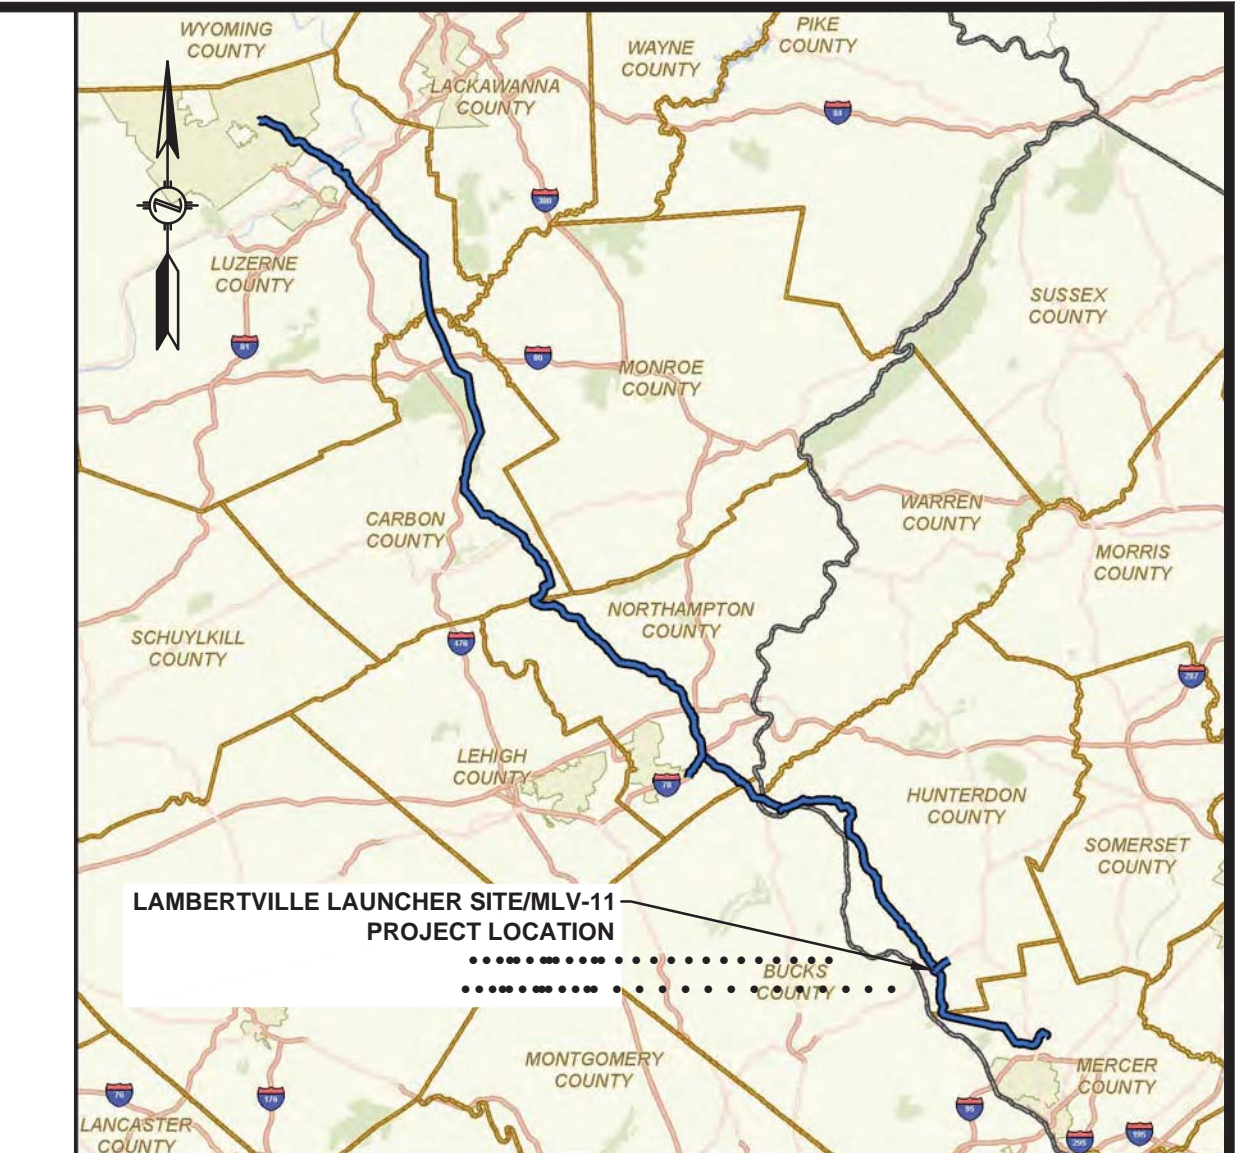 WYOMING
COUNTY
PIKE
COUNTY
WAYNE
COUNTY
LACKAWANNA
COUNTY
84
380
LUZERNE
COUNTY
SUSSEX
COUNTY
81
80
MONROE
COUNTY
CARBON
COUNTY
WARREN
COUNTY
MORRIS
COUNTY
NORTHAMPTON
COUNTY
SCHUYLKILL
COUNTY
476
287
LEHIGH
COUNTY
78
HUNTERDON
COUNTY
SOMERSET
COUNTY
LAMBERTVILLE LAUNCHER SITE/MLV-11
PROJECT LOCATION
BUCKS
COUNTY
MONTGOMERY
COUNTY
MERCER
COUNTY
76
176
95
LANCASTER
COUNTY
295
195